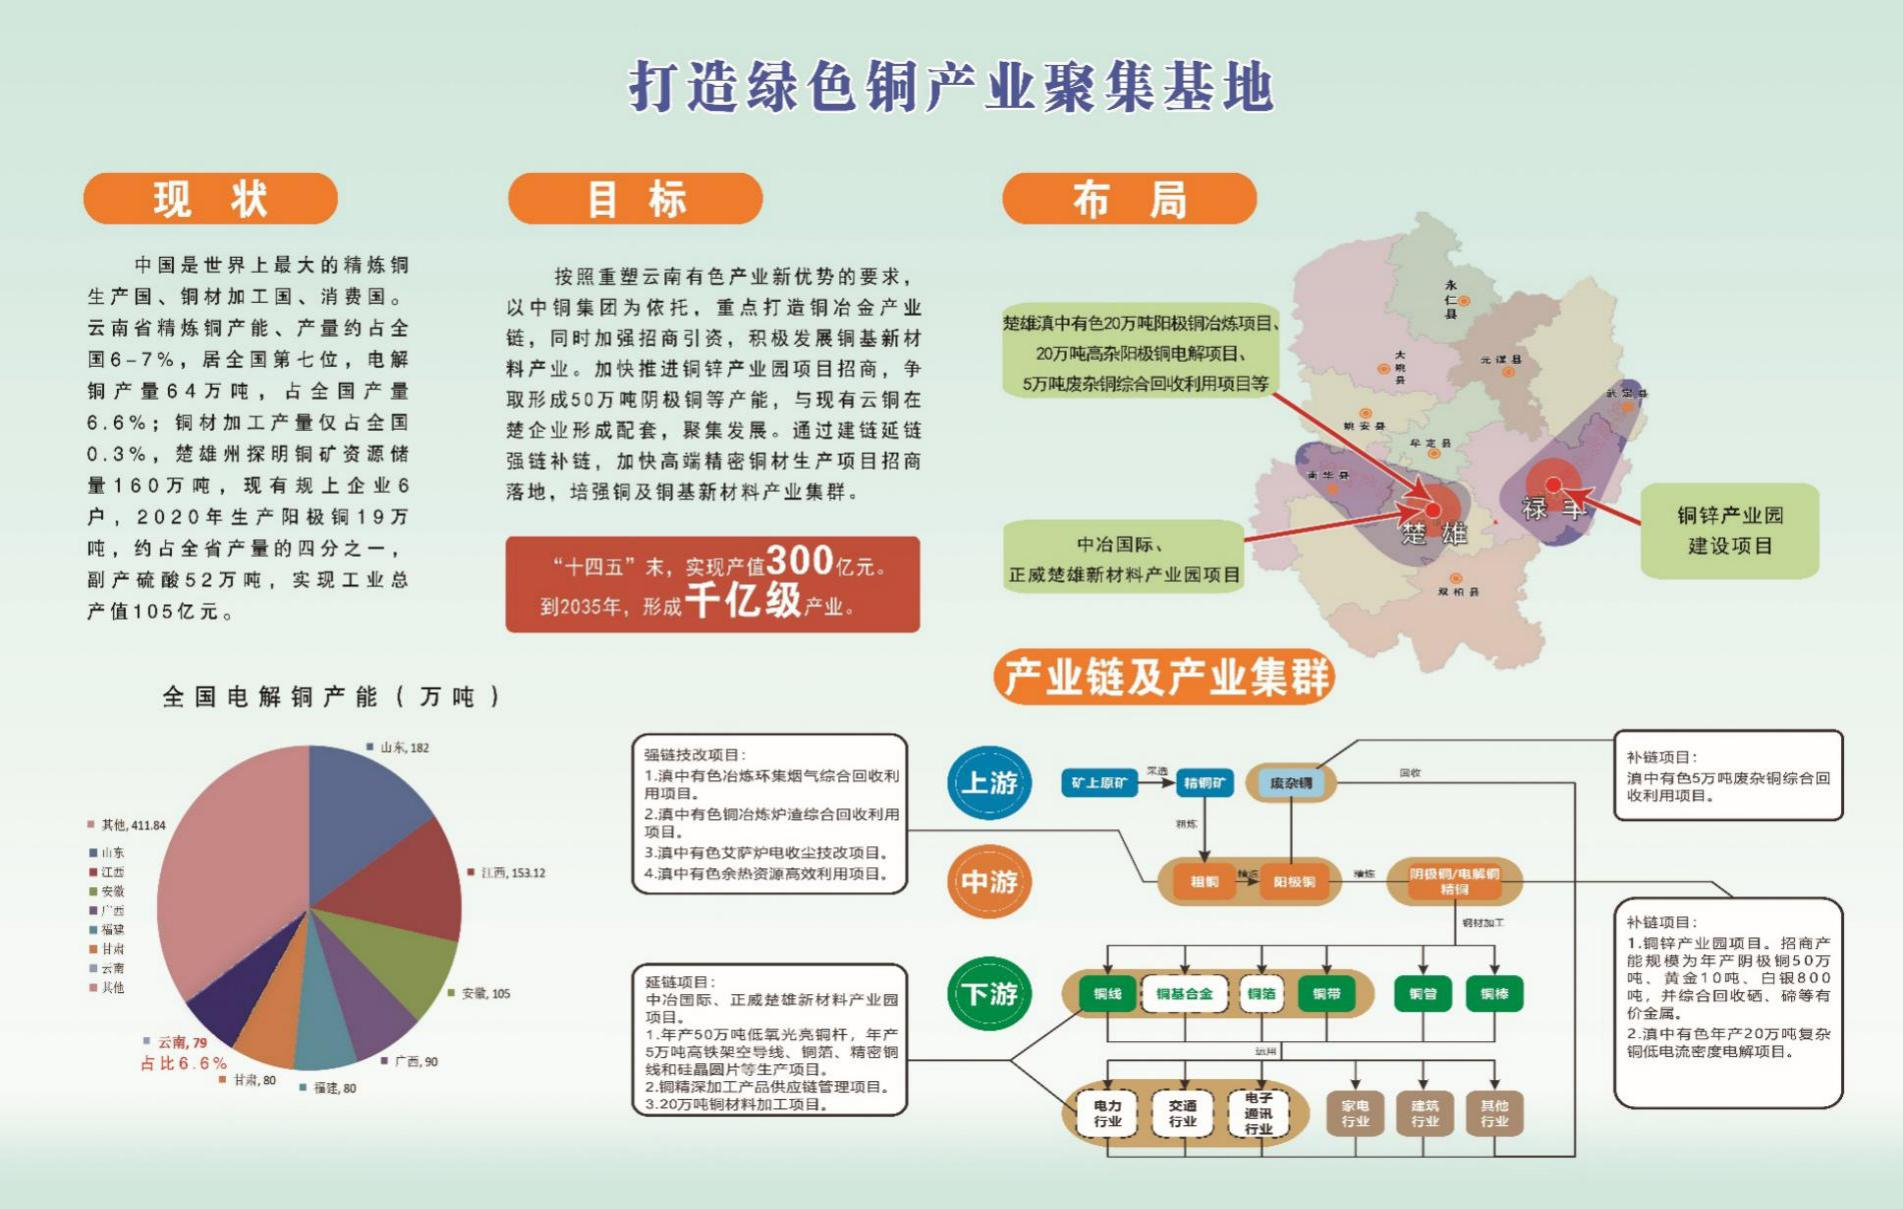 打造绿色铜产业聚集基地
现 状
中国是世界上最大的精炼铜
生产国、铜材加工国、消费国。
云南省精炼铜产能、产量约占全
国6-7%，居全国第七位，电解
铜产量64万吨，占全国产量
6.6%；铜材加工产量仅占全国
0.3%，楚雄州探明铜矿资源储
量160万吨，现有规上企业6
户，2020年生产阳极铜19万
吨，约占全省产量的四分之一，
副产硫酸52万吨，实现工业总
产值105亿元。
目 标
按照重塑云南有色产业新优势的要求，
以中铜集团为依托，重点打造铜冶金产业
链，同时加强招商引资，积极发展铜基新材
料产业。加快推进铜锌产业园项目招商，争
取形成50万吨阴极铜等产能，与现有云铜在
楚企业形成配套，聚集发展。通过建链延链
强链补链，加快高端精密铜材生产项目招商
落地，培强铜及铜基新材料产业集群。
“十四五”末，实现产值300亿元。
到2035年，形成千亿级产业。
布 局
楚雄滇中有色20万吨阳极铜冶炼项目、
20万吨高杂阳极铜电解项目、
5万吨废杂铜综合回收利用项目等
中冶国际、
正威楚雄新材料产业园项目
铜锌产业园
建设项目
永仁县
大姚县
元谋县
武定县
姚安县
牟定县
南华县
楚雄
禄丰
双柏县
全国电解铜产能（万吨）
山东, 182
江西, 153.12
安徽, 105
广西, 90
福建, 80
甘肃, 80
云南, 79
占比6.6%
其他, 411.84
山东
江西
安徽
广西
福建
甘肃
云南
其他
产业链及产业集群
强链技改项目：
1.滇中有色冶炼环集烟气综合回收利
用项目。
2.滇中有色铜冶炼炉渣综合回收利用
项目。
3.滇中有色艾萨炉电收尘技改项目。
4.滇中有色余热资源高效利用项目。
延链项目：
中冶国际、正威楚雄新材料产业园
项目。
1.年产50万吨低氧光亮铜杆，年产
5万吨高铁架空导线、铜箔、精密铜
线和硅晶圆片等生产项目。
2.铜精深加工产品供应链管理项目。
3.20万吨铜材料加工项目。
上游
矿上原矿
采选
精铜矿
废杂铜
回收
粗炼
中游
粗铜
精炼
阳极铜
精炼
阴极铜/电解铜
精铜
铜材加工
下游
铜线
铜基合金
铜箔
铜带
铜管
铜棒
运用
电力
行业
交通
行业
电子
通讯
行业
家电
行业
建筑
行业
其他
行业
补链项目：
滇中有色5万吨废杂铜综合回
收利用项目。
补链项目：
1.铜锌产业园项目。招商产
能规模为年产阴极铜50万
吨、黄金10吨、白银800
吨，并综合回收硒、碲等有
价金属。
2.滇中有色年产20万吨复杂
铜低电流密度电解项目。